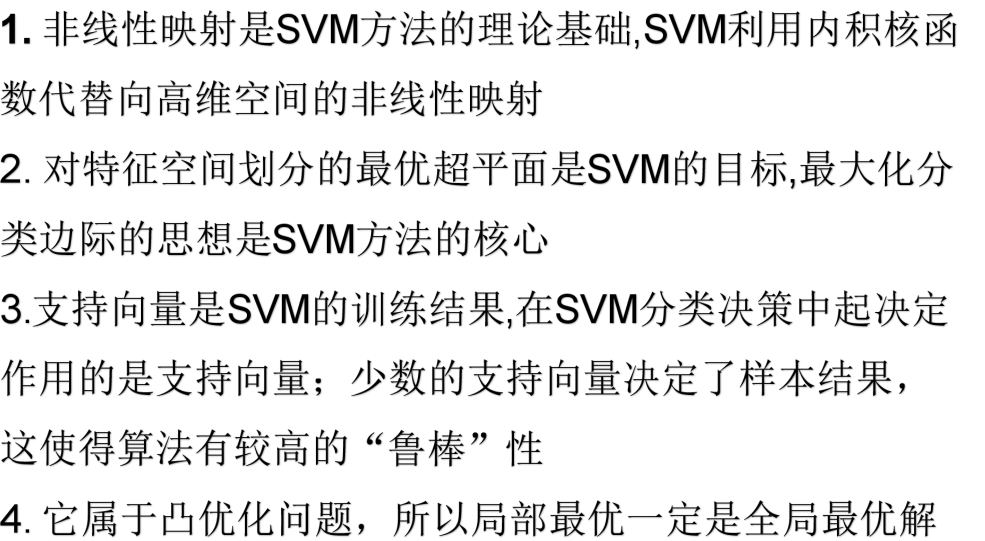 1. 非线性映射是SVM方法的理论基础,SVM利用内积核函
数代替向高维空间的非线性映射
2. 对特征空间划分的最优超平面是SVM的目标,最大化分
类边际的思想是SVM方法的核心
3.支持向量是SVM的训练结果,在SVM分类决策中起决定
作用的是支持向量；少数的支持向量决定了样本结果，
这使得算法有较高的“鲁棒”性
4. 它属于凸优化问题，所以局部最优一定是全局最优解